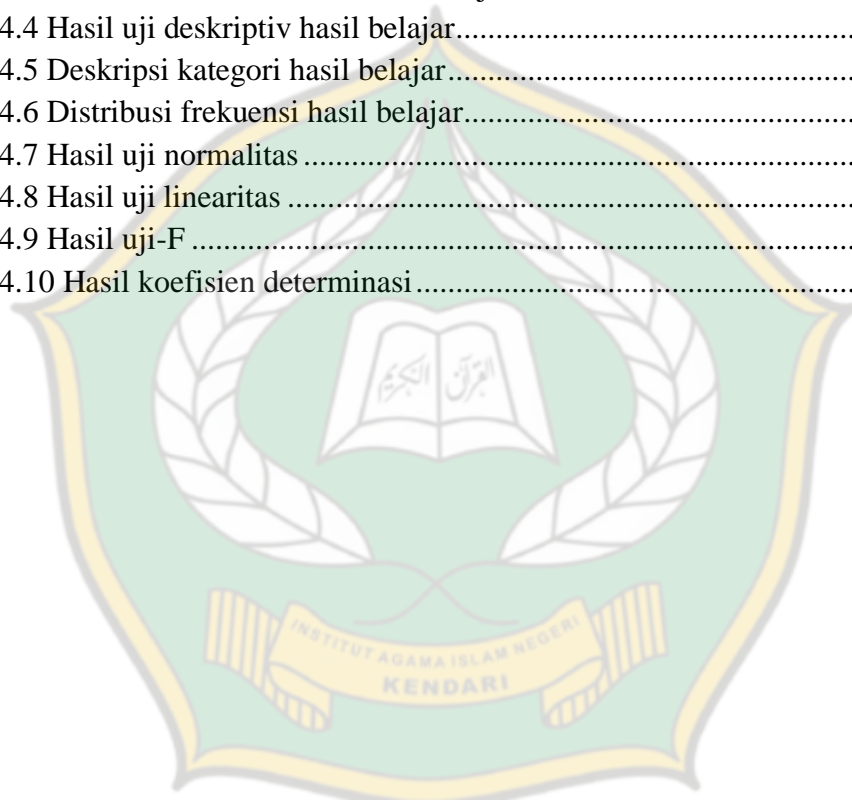 4.4 Hasil uji deskriptiv hasil belajar
4.5 Deskripsi kategori hasil belajar
4.6 Distribusi frekuensi hasil belajar
4.7 Hasil uji normalitas
4.8 Hasil uji linearitas
4.9 Hasil uji-F
4.10 Hasil koefisien determinasi
القرآن الكريم
INSTITUT AGAMA ISLAM NEGERI
KENDARI